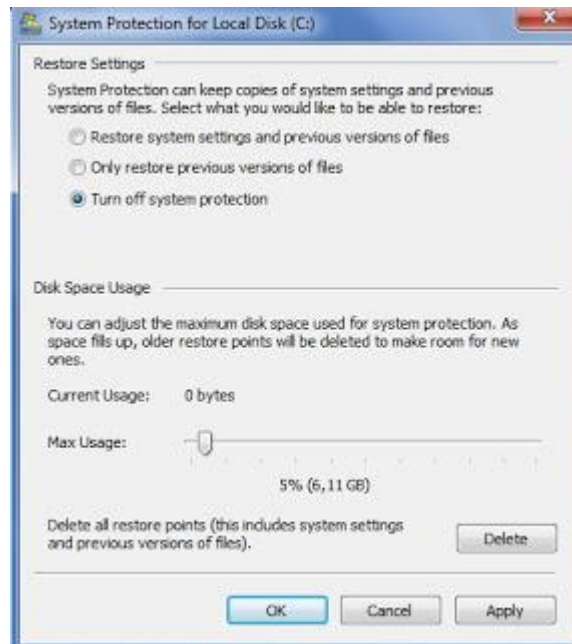 System Protection for Local Disk (C:)
Restore Settings
System Protection can keep copies of system settings and previous
versions of files. Select what you would like to be able to restore:
Restore system settings and previous versions of files
Only restore previous versions of files
Turn off system protection
Disk Space Usage
You can adjust the maximum disk space used for system protection. As
space fills up, older restore points will be deleted to make room for new
ones.
Current Usage: 0 bytes
Max Usage:
5% (6,11 GB)
Delete all restore points (this includes system settings
and previous versions of files).
Delete
OK Cancel Apply